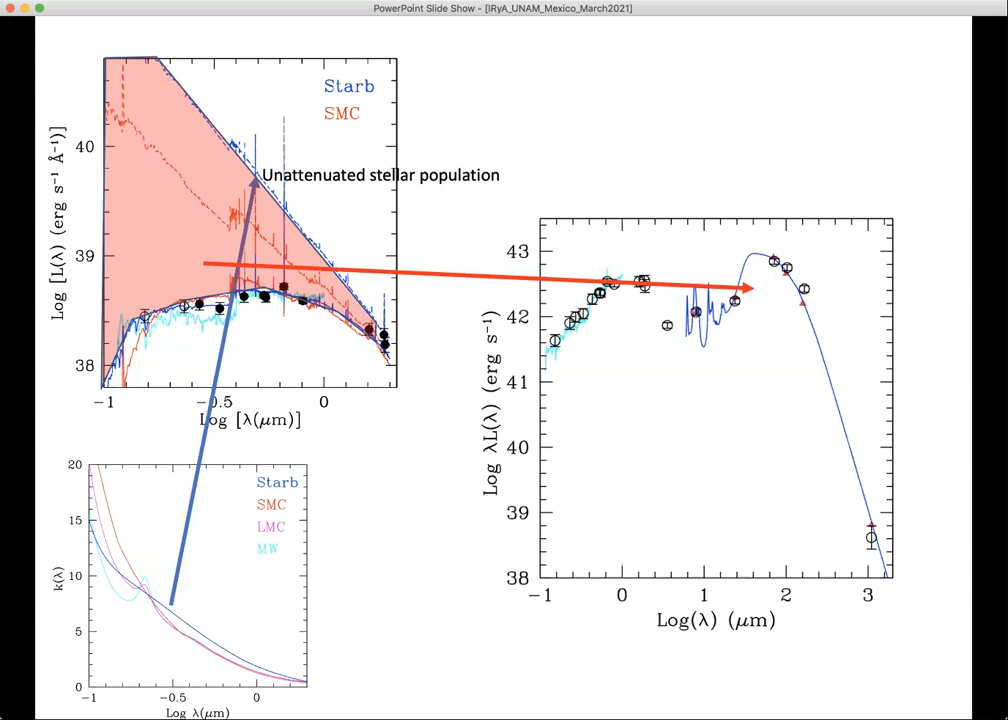 PowerPoint Slide Show - [IRyA_UNAM_Mexico_March2021]
Log [L(λ) (erg s⁻¹ Å⁻¹)]
40
39
38
Starb
SMC
Unattenuated stellar population
−1
−0.5
0
Log [λ(μm)]
Log λL(λ) (erg s⁻¹)
43
42
41
40
39
38
−1
0
1
2
3
Log(λ) (μm)
k(λ)
20
15
10
5
0
Starb
SMC
LMC
MW
−1
−0.5
0
Log λ(μm)